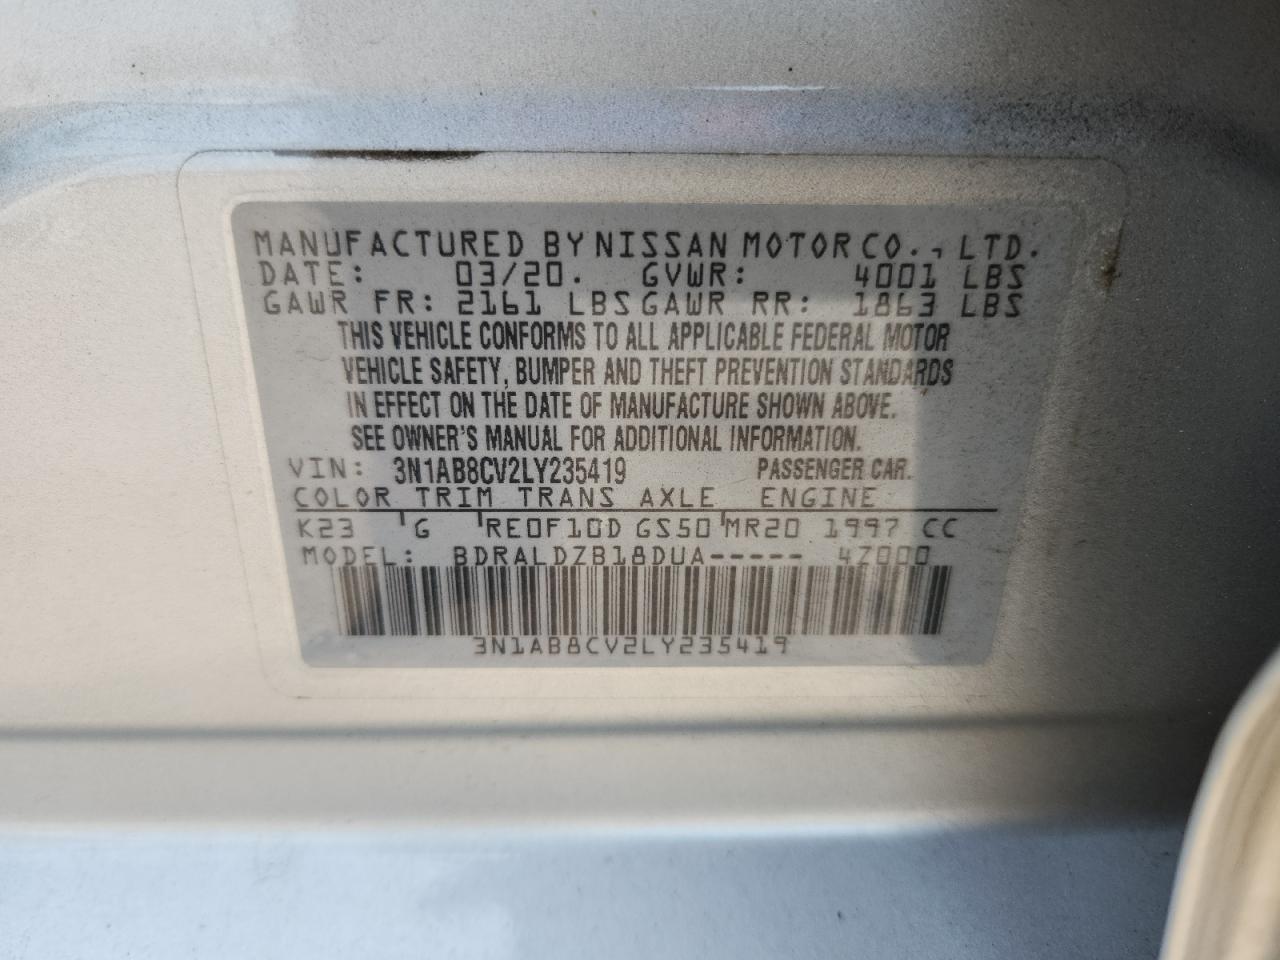 MANUFACTURED BY NISSAN MOTOR CO., LTD.
DATE: 03/20. GVWR: 4001 LBS
GAWR FR: 2161 LBS GAWR RR: 1863 LBS
THIS VEHICLE CONFORMS TO ALL APPLICABLE FEDERAL MOTOR
VEHICLE SAFETY, BUMPER AND THEFT PREVENTION STANDARDS
IN EFFECT ON THE DATE OF MANUFACTURE SHOWN ABOVE.
SEE OWNER'S MANUAL FOR ADDITIONAL INFORMATION.
VIN: 3N1AB8CV2LY235419 PASSENGER CAR.
COLOR TRIM TRANS AXLE ENGINE
K23 G RE0F10D GS50 MR20 1997 CC
MODEL: BDRALDZB18DUA----- 4Z000
3N1AB8CV2LY235419